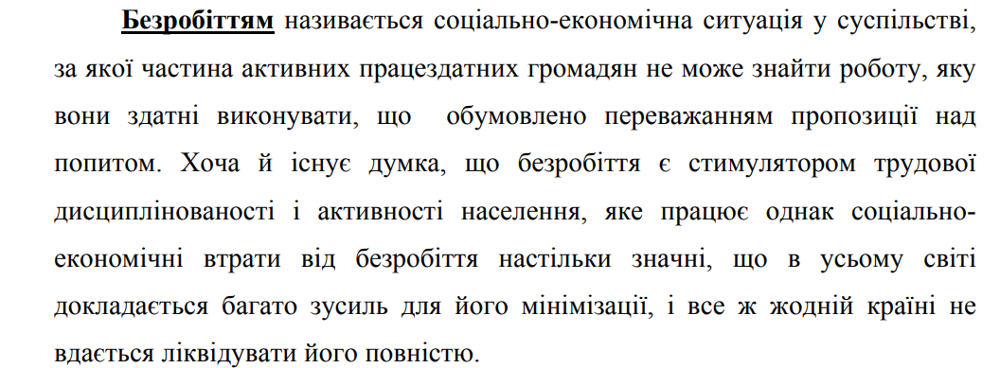 Безробіттям називається соціально-економічна ситуація у суспільстві,
за якої частина активних працездатних громадян не може знайти роботу, яку
вони здатні виконувати, що обумовлено переважанням пропозиції над
попитом. Хоча й існує думка, що безробіття є стимулятором трудової
дисциплінованості і активності населення, яке працює однак соціально-
економічні втрати від безробіття настільки значні, що в усьому світі
докладається багато зусиль для його мінімізації, і все ж жодній країні не
вдається ліквідувати його повністю.